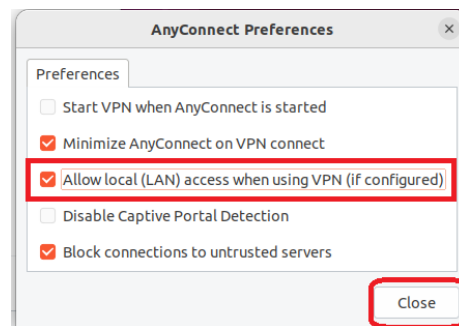 AnyConnect Preferences
Preferences
Start VPN when AnyConnect is started
Minimize AnyConnect on VPN connect
Allow local (LAN) access when using VPN (if configured)
Disable Captive Portal Detection
Block connections to untrusted servers
Close